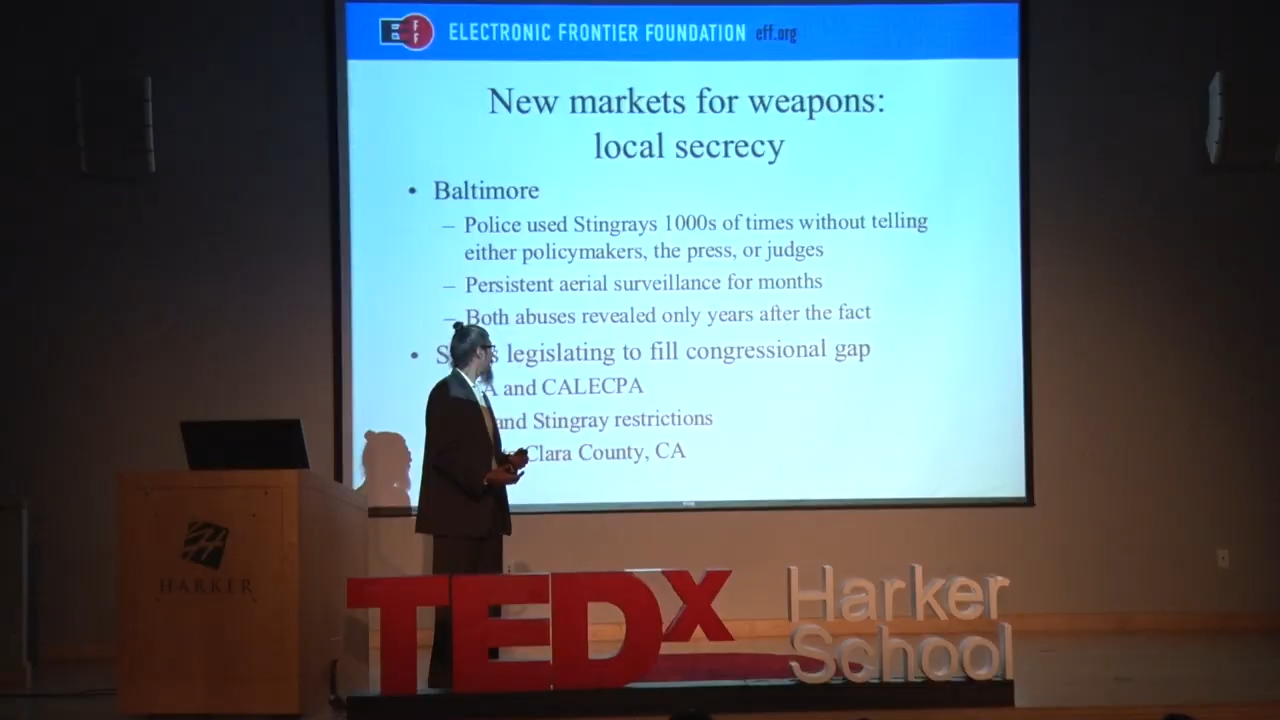 EFF ELECTRONIC FRONTIER FOUNDATION eff.org
New markets for weapons:
local secrecy
• Baltimore
– Police used Stingrays 1000s of times without telling
either policymakers, the press, or judges
– Persistent aerial surveillance for months
– Both abuses revealed only years after the fact
• legislating to fill congressional gap
and CALECPA
and Stingray restrictions
Clara County, CA
HARKER
TEDx Harker
School